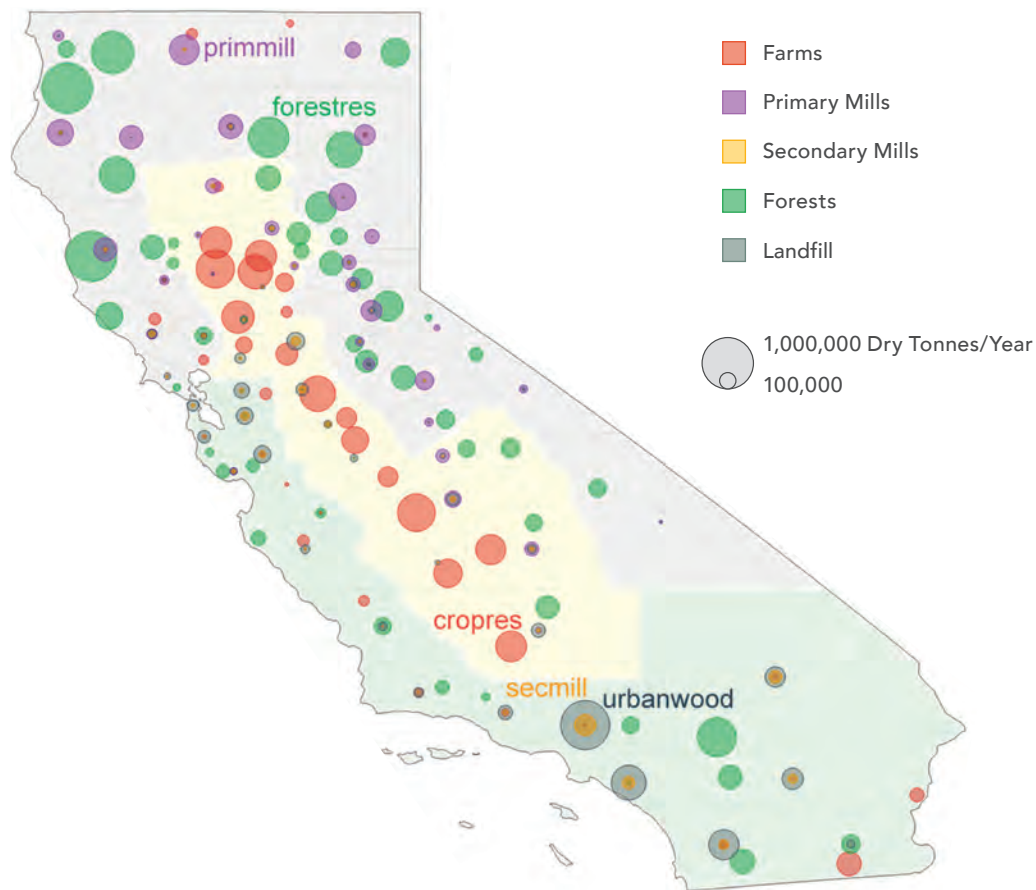 primmill
forestres
cropres
secmill
urbanwood
Farms
Primary Mills
Secondary Mills
Forests
Landfill
1,000,000 Dry Tonnes/Year
100,000